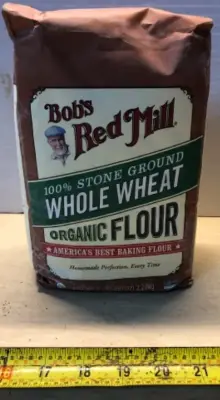 Bob's
Red Mill
100% STONE GROUND
WHOLE WHEAT
ORGANIC FLOUR
AMERICA'S BEST BAKING FLOUR
Homemade Perfection, Every Time
17 18 19 20 21